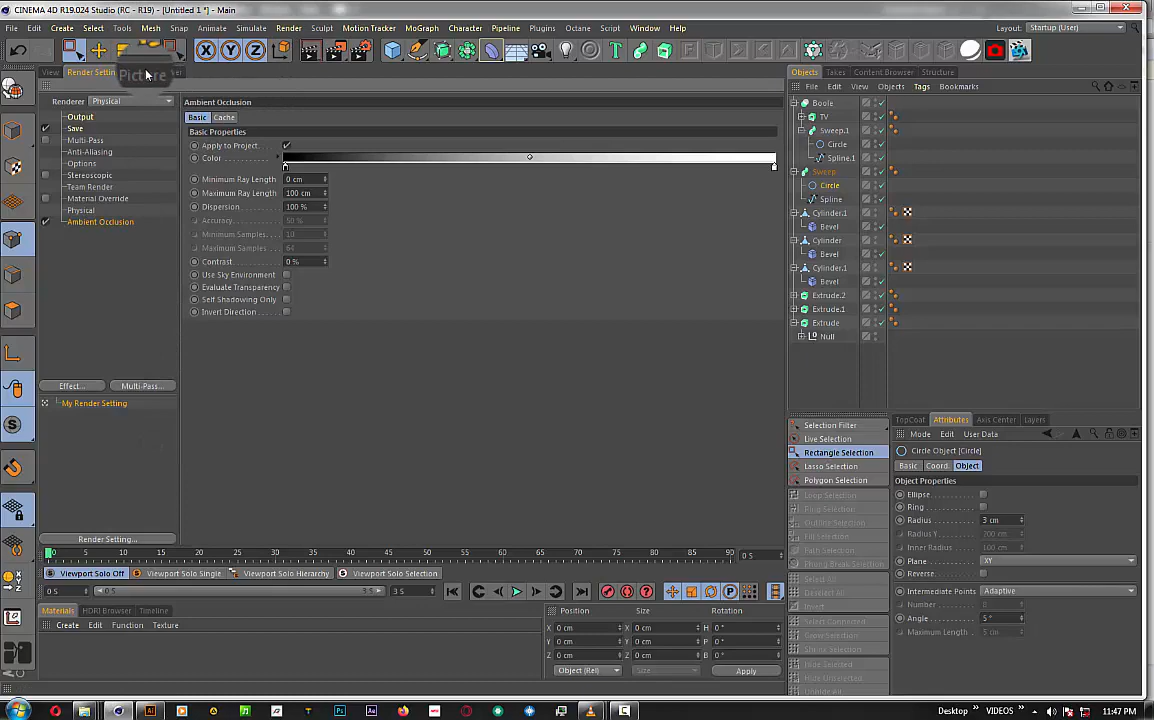 CINEMA 4D R19.024 Studio (RC - R19) - [Untitled 1 *] - Main
File Edit Create Select Tools Mesh Snap Animate Simulate Render Sculpt Motion Tracker MoGraph Character Pipeline Plugins Octane Script Window Help Layout: Startup (User)
X Y Z
View Render Settin Picture
Objects Takes Content Browser Structure
File Edit View Objects Tags Bookmarks
Renderer Physical
Output
Save
Multi-Pass
Anti-Aliasing
Options
Stereoscopic
Team Render
Material Override
Physical
Ambient Occlusion
Effect... Multi-Pass...
My Render Setting
Render Setting...
Ambient Occlusion
Basic Cache
Basic Properties
Apply to Project.
Color
Minimum Ray Length 0 cm
Maximum Ray Length 100 cm
Dispersion 100 %
Accuracy 50 %
Minimum Samples 10
Maximum Samples 64
Contrast 0 %
Use Sky Environment
Evaluate Transparency
Self Shadowing Only
Invert Direction
Boole
TV
Sweep.1
Circle
Spline.1
Sweep
Circle
Spline
Cylinder.1
Bevel
Cylinder
Bevel
Cylinder.1
Bevel
Extrude.2
Extrude.1
Extrude
Null
Selection Filter
Live Selection
Rectangle Selection
Lasso Selection
Polygon Selection
Loop Selection
Ring Selection
Outline Selection
Fill Selection
Path Selection
Phong Break Selection
Select All
Deselect All
Invert
Select Connected
Grow Selection
Shrink Selection
Hide Selected
Hide Unselected
Unhide All
TopCoat Attributes Axis Center Layers
Mode Edit User Data
Circle Object [Circle]
Basic Coord. Object
Object Properties
Ellipse
Ring
Radius 3 cm
Radius Y 200 cm
Inner Radius 100 cm
Plane XY
Reverse
Intermediate Points Adaptive
Number 8
Angle 5 °
Maximum Length 5 cm
0 5 10 15 20 25 30 35 40 45 50 55 60 65 70 75 80 85 90 0 S
Viewport Solo Off Viewport Solo Single Viewport Solo Hierarchy Viewport Solo Selection
0 S 0 S 3 S 3 S
Materials HDRI Browser Timeline
Create Edit Function Texture
Position Size Rotation
X 0 cm X 0 cm H 0 °
Y 0 cm Y 0 cm P 0 °
Z 0 cm Z 0 cm B 0 °
Object (Rel) Size... Apply
Desktop VIDEOS 11:47 PM